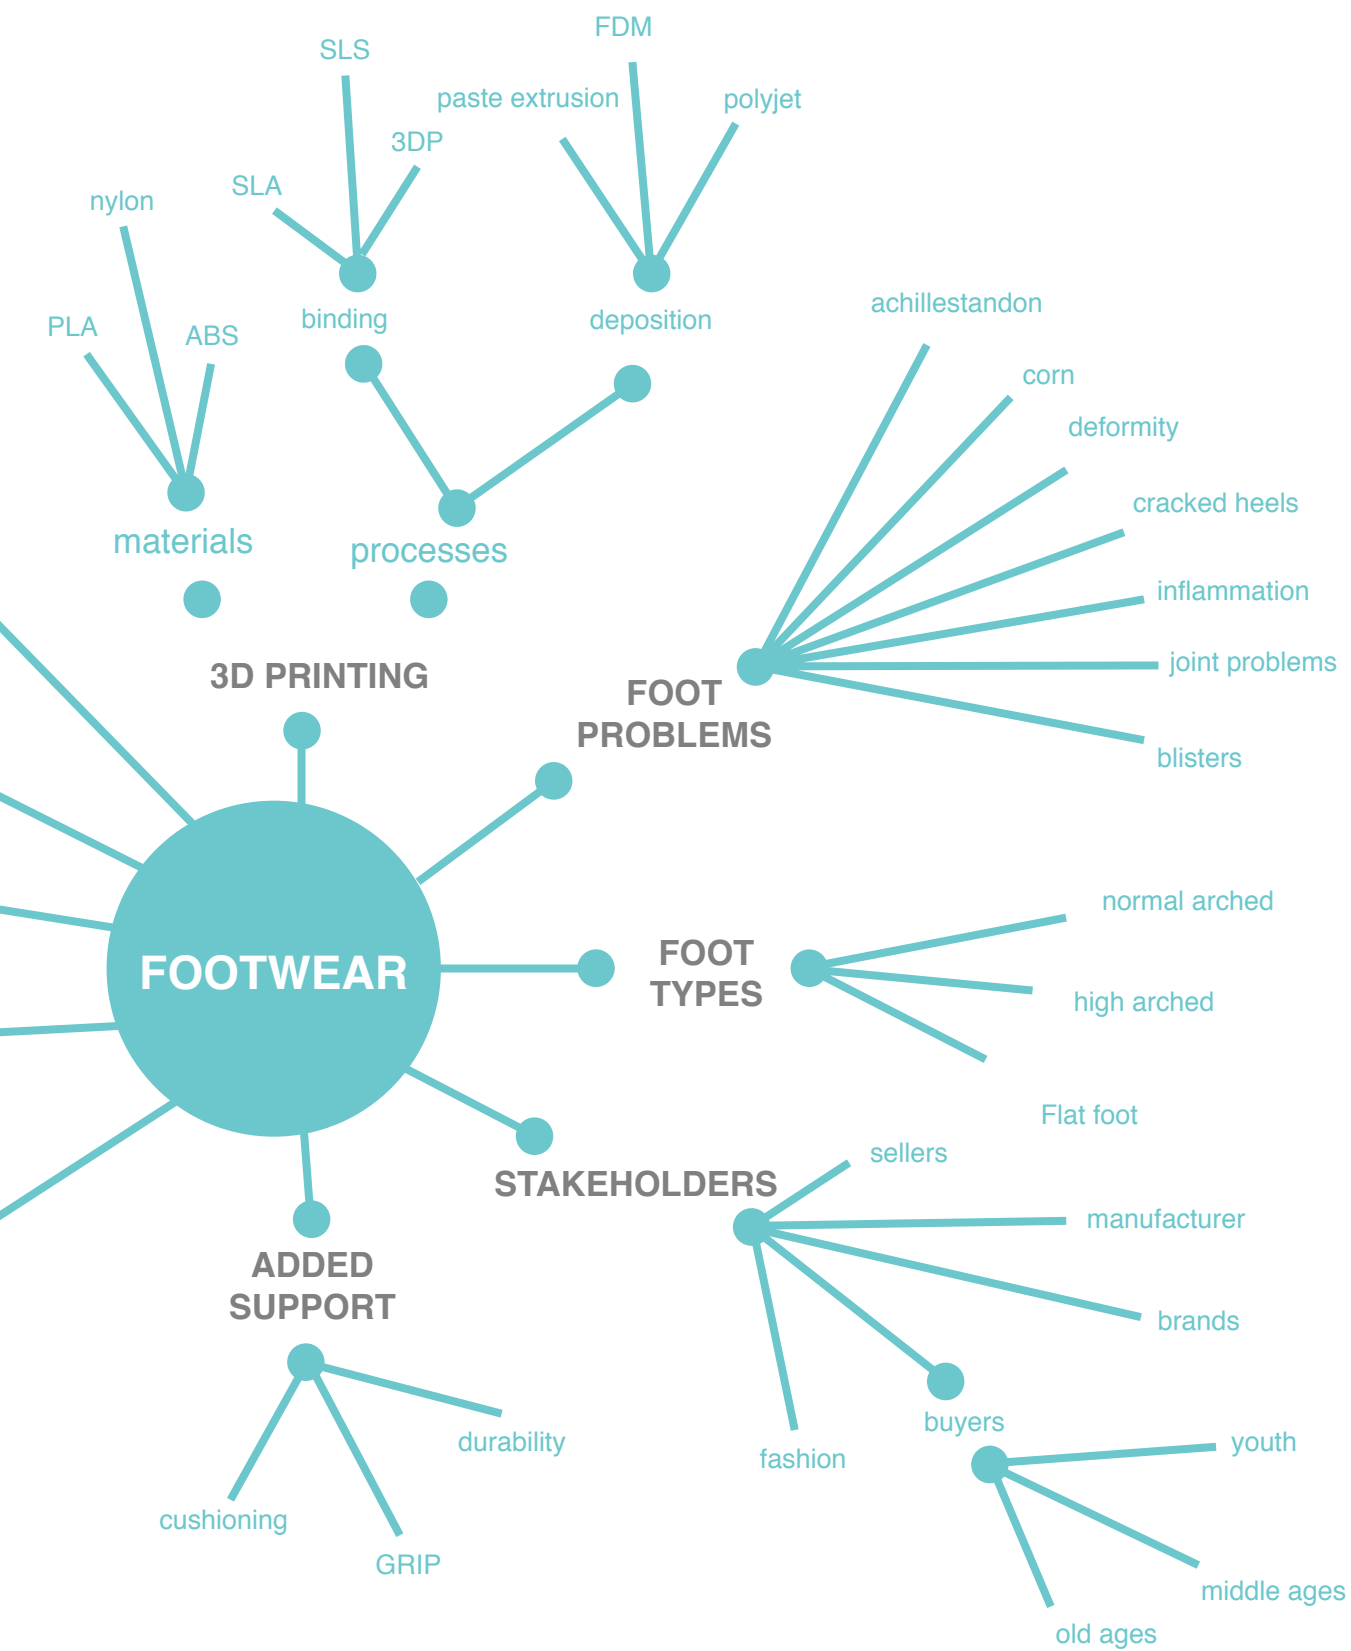 FDM
SLS
paste extrusion
polyjet
3DP
SLA
nylon
binding
deposition
PLA
ABS
materials
processes
3D PRINTING
achillestandon
corn
deformity
cracked heels
inflammation
joint problems
blisters
FOOT
PROBLEMS
FOOTWEAR
FOOT
TYPES
normal arched
high arched
Flat foot
STAKEHOLDERS
sellers
manufacturer
brands
buyers
fashion
youth
middle ages
old ages
ADDED
SUPPORT
durability
cushioning
GRIP